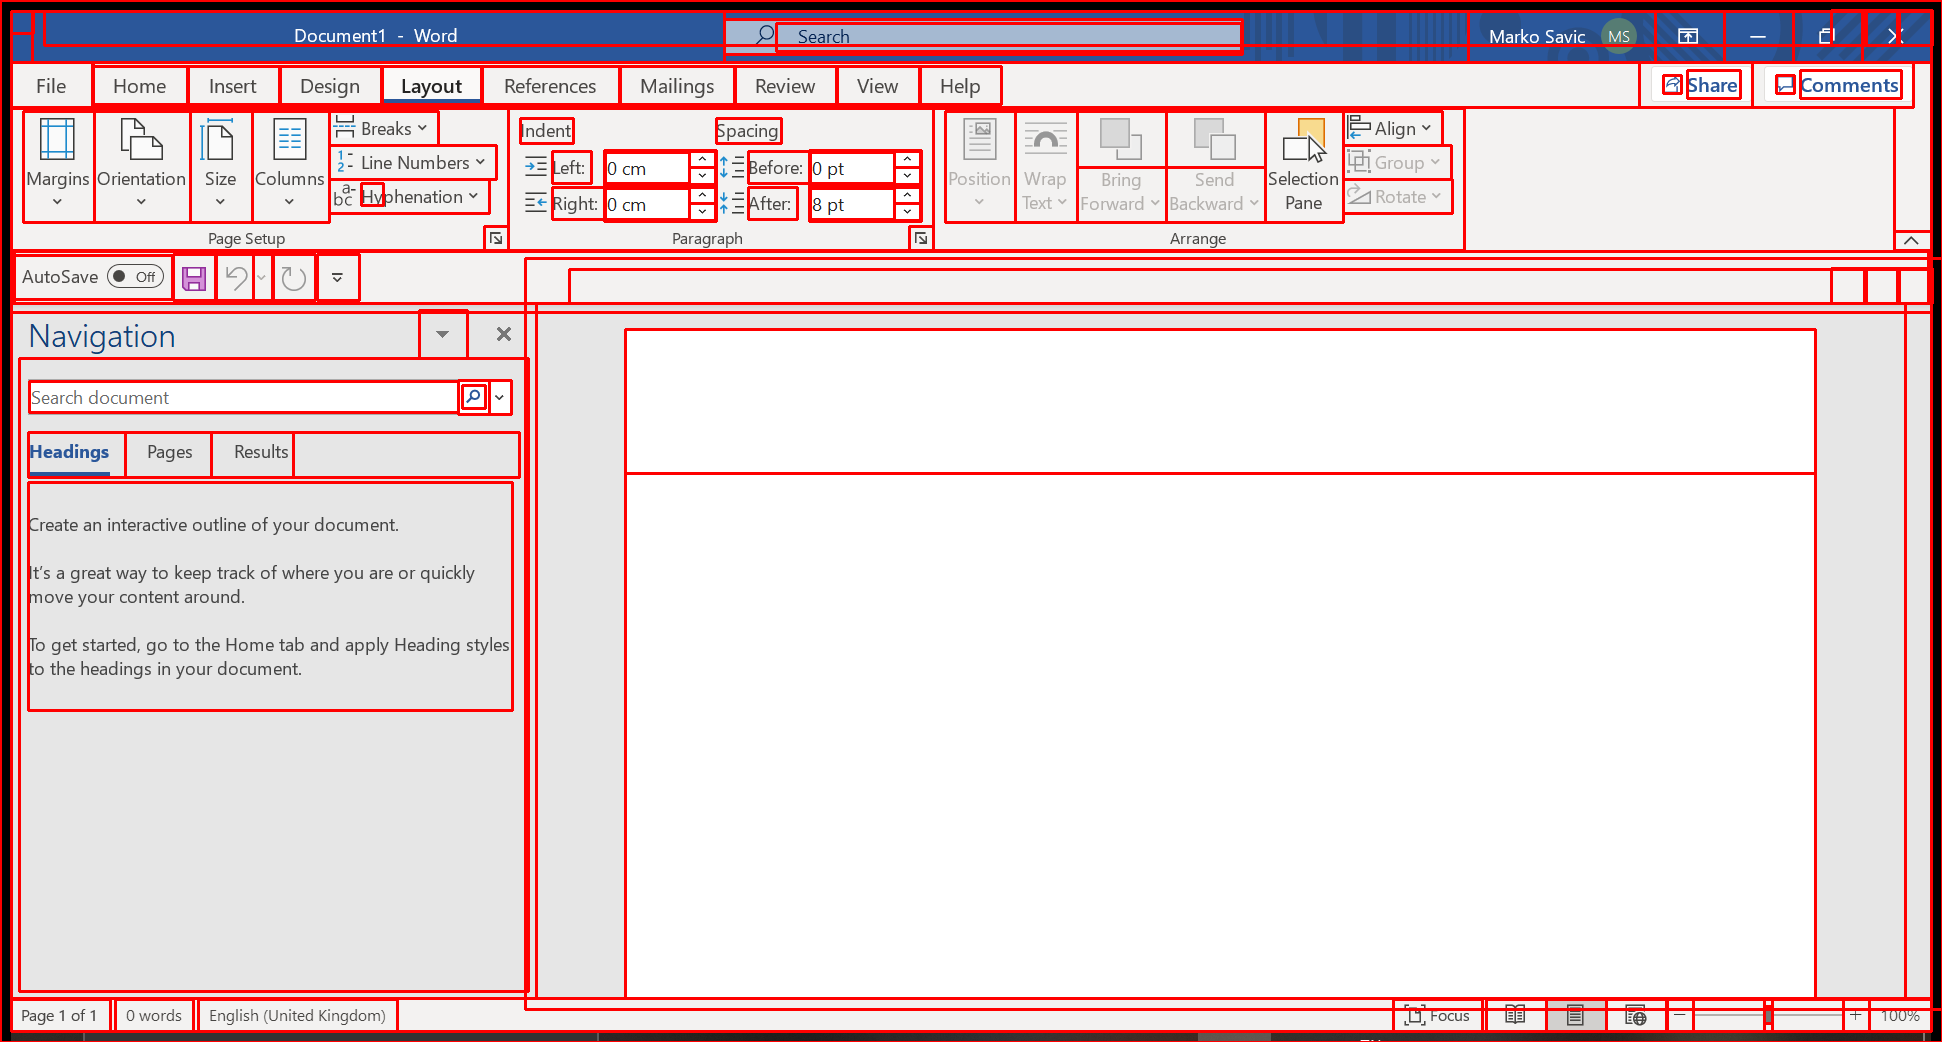 Document1 - Word
Search
Marko Savic
MS
File
Home
Insert
Design
Layout
References
Mailings
Review
View
Help
Share
Comments
Margins
Orientation
Size
Columns
Breaks
Line Numbers
Hyphenation
Page Setup
Indent
Left:
0 cm
Right:
0 cm
Spacing
Before:
0 pt
After:
8 pt
Paragraph
Position
Wrap
Text
Bring
Forward
Send
Backward
Selection
Pane
Align
Group
Rotate
Arrange
AutoSave
Off
Navigation
Search document
Headings
Pages
Results
Create an interactive outline of your document.
It's a great way to keep track of where you are or quickly
move your content around.
To get started, go to the Home tab and apply Heading styles
to the headings in your document.
Page 1 of 1
0 words
English (United Kingdom)
Focus
100%